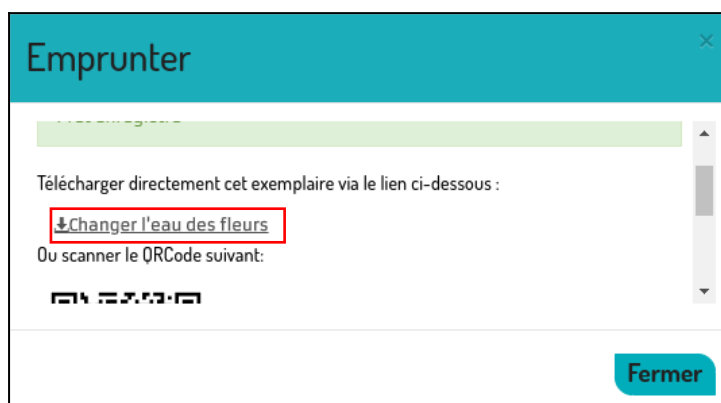 Emprunter
×
Télécharger directement cet exemplaire via le lien ci-dessous :
Changer l'eau des fleurs
Ou scanner le QRCode suivant:
Fermer